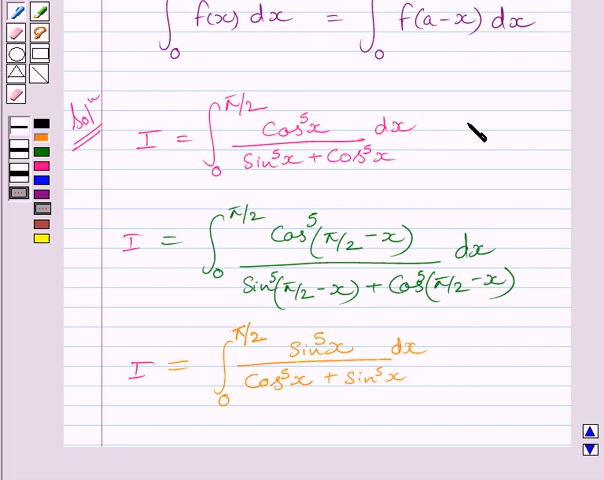 ∫₀ f(x) dx = ∫₀ f(a-x) dx
Solⁿ
I = ∫₀^{π/2} cos⁵x / (sin⁵x + cos⁵x) dx
I = ∫₀^{π/2} cos⁵(π/2 - x) / (sin⁵(π/2 - x) + cos⁵(π/2 - x)) dx
I = ∫₀^{π/2} sin⁵x / (cos⁵x + sin⁵x) dx